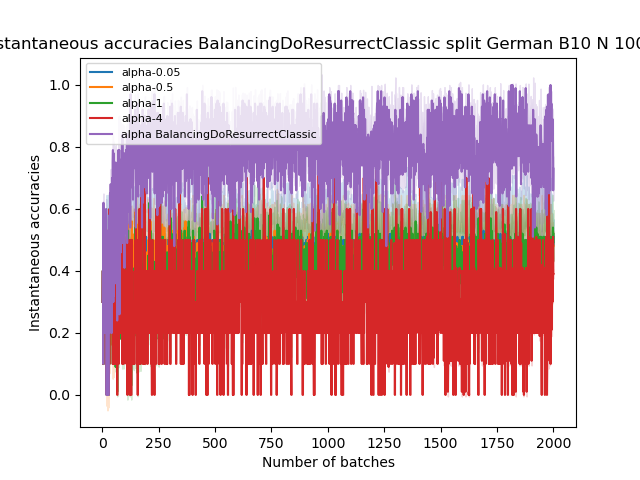 stantaneous accuracies BalancingDoResurrectClassic split German B10 N 100
alpha-0.05
alpha-0.5
alpha-1
alpha-4
alpha BalancingDoResurrectClassic
1.0
0.8
0.6
0.4
0.2
0.0
Instantaneous accuracies
0 250 500 750 1000 1250 1500 1750 2000
Number of batches